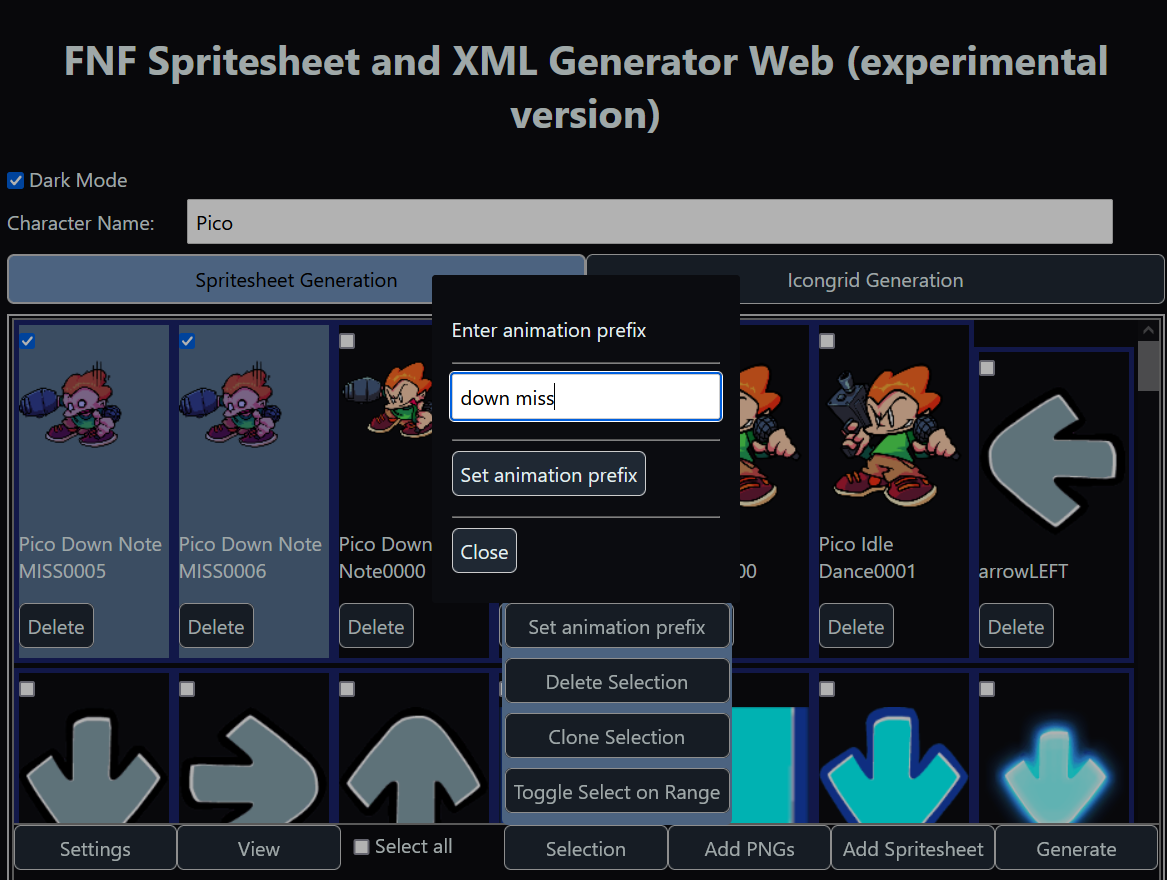 FNF Spritesheet and XML Generator Web (experimental
version)
Dark Mode
Character Name:
Pico
Spritesheet Generation
Icongrid Generation
Enter animation prefix
down miss
Set animation prefix
Close
Pico Down Note
MISS0005
Pico Down Note
MISS0006
Pico Down
Note0000
00
Pico Idle
Dance0001
arrowLEFT
Delete
Delete
Delete
Set animation prefix
Delete
Delete
Delete Selection
Clone Selection
Toggle Select on Range
Settings
View
Select all
Selection
Add PNGs
Add Spritesheet
Generate